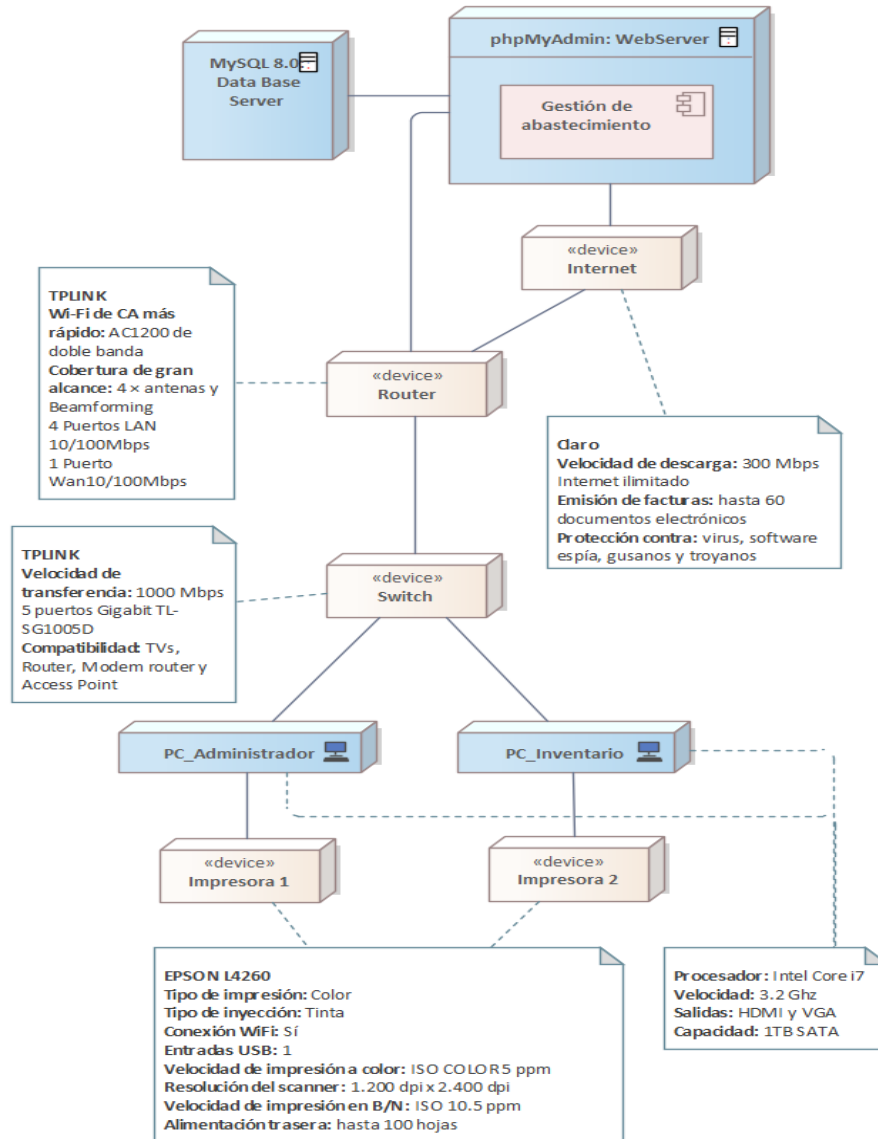 phpMyAdmin: WebServer
MySQL 8.0
Data Base
Server
Gestión de
abastecimiento
«device»
Internet
TPLINK
Wi-Fi de CA más
rápido: AC1200 de
doble banda
Cobertura de gran
alcance: 4 × antenas y
Beamforming
4 Puertos LAN
10/100Mbps
1 Puerto
Wan10/100Mbps
«device»
Router
Claro
Velocidad de descarga: 300 Mbps
Internet ilimitado
Emisión de facturas: hasta 60
documentos electrónicos
Protección contra: virus, software
espía, gusanos y troyanos
TPLINK
Velocidad de
transferencia: 1000 Mbps
5 puertos Gigabit TL-
SG1005D
Compatibilidad: TVs,
Router, Modem router y
Access Point
«device»
Switch
PC_Administrador
PC_Inventario
«device»
Impresora 1
«device»
Impresora 2
EPSON L4260
Tipo de impresión: Color
Tipo de inyección: Tinta
Conexión WiFi: Sí
Entradas USB: 1
Velocidad de impresión a color: ISO COLOR 5 ppm
Resolución del scanner: 1.200 dpi x 2.400 dpi
Velocidad de impresión en B/N: ISO 10.5 ppm
Alimentación trasera: hasta 100 hojas
Procesador: Intel Core i7
Velocidad: 3.2 Ghz
Salidas: HDMI y VGA
Capacidad: 1TB SATA